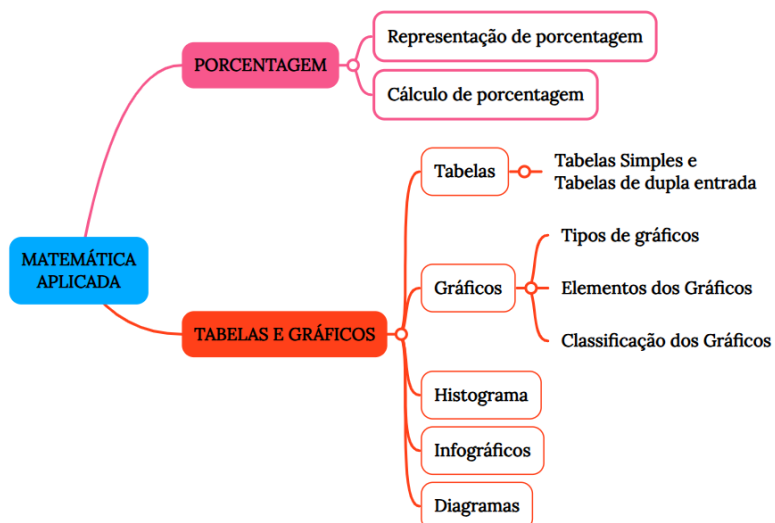 PORCENTAGEM
Representação de porcentagem
Cálculo de porcentagem
MATEMÁTICA
APLICADA
TABELAS E GRÁFICOS
Tabelas
Tabelas Simples e
Tabelas de dupla entrada
Gráficos
Tipos de gráficos
Elementos dos Gráficos
Classificação dos Gráficos
Histograma
Infográficos
Diagramas